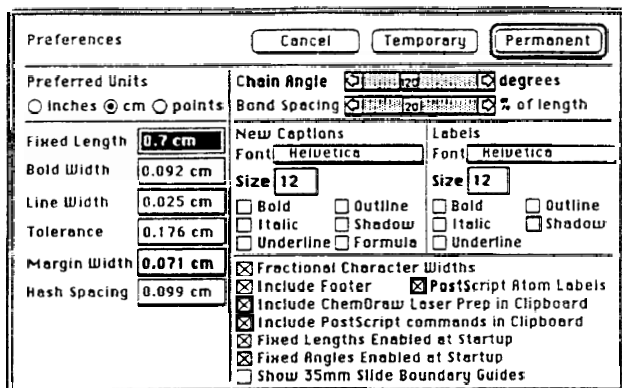 Preferences Cancel Temporary Permanent
Preferred Units
inches cm points
Chain Angle 120 degrees
Bond Spacing 20 % of length
Fixed Length 0.7 cm
Bold Width 0.092 cm
Line Width 0.025 cm
Tolerance 0.176 cm
Margin Width 0.071 cm
Hash Spacing 0.099 cm
New Captions
Font Helvetica
Size 12
Bold Outline
Italic Shadow
Underline Formula
Labels
Font Helvetica
Size 12
Bold Outline
Italic Shadow
Underline
Fractional Character Widths
Include Footer PostScript Atom Labels
Include ChemDraw Laser Prep in Clipboard
Include PostScript commands in Clipboard
Fixed Lengths Enabled at Startup
Fixed Angles Enabled at Startup
Show 35mm Slide Boundary Guides